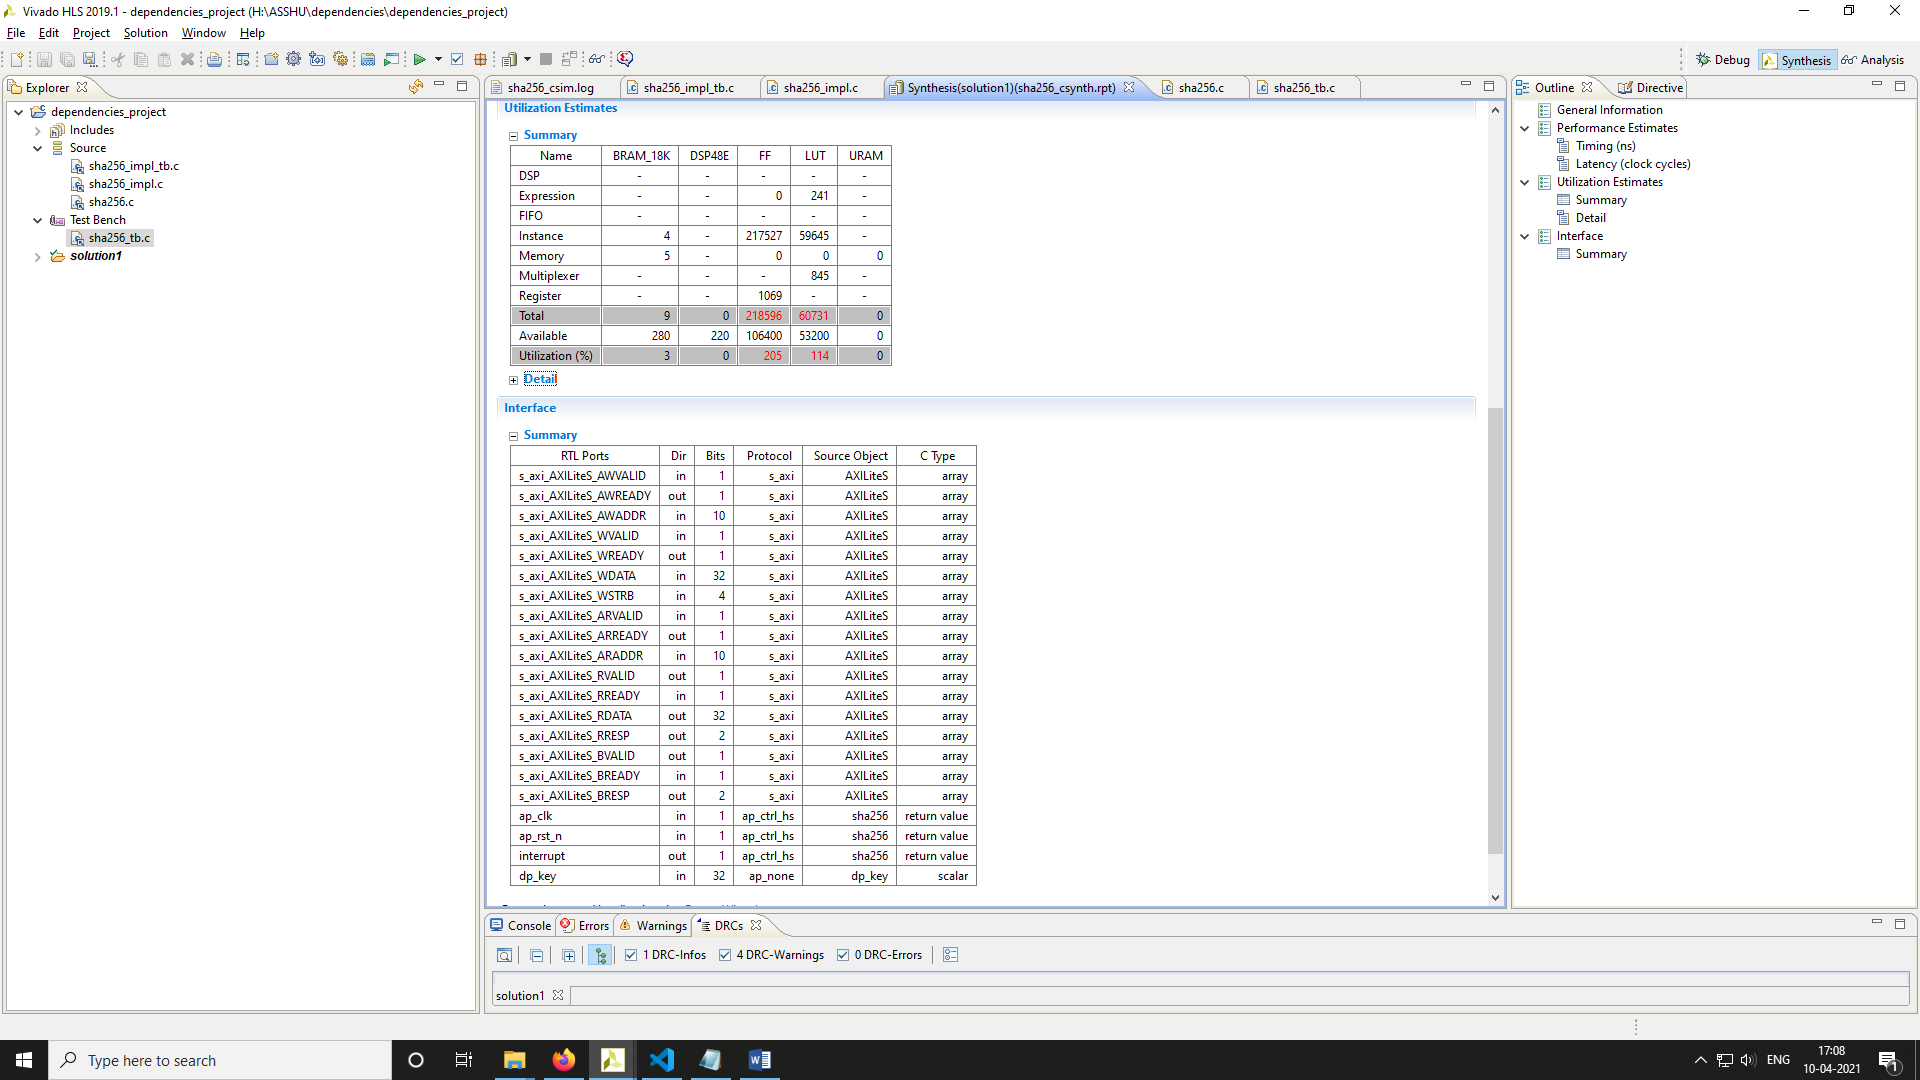 Vivado HLS 2019.1 - dependencies_project (H:\ASSHU\dependencies\dependencies_project)
File Edit Project Solution Window Help
Debug Synthesis Analysis
Explorer
dependencies_project
Includes
Source
sha256_impl_tb.c
sha256_impl.c
sha256.c
Test Bench
sha256_tb.c
solution1
sha256_csim.log sha256_impl_tb.c sha256_impl.c Synthesis(solution1)(sha256_csynth.rpt) sha256.c sha256_tb.c
Utilization Estimates
Summary
Name BRAM_18K DSP48E FF LUT URAM
DSP - - - - -
Expression - - 0 241 -
FIFO - - - - -
Instance 4 - 217527 59645 -
Memory 5 - 0 0 0
Multiplexer - - - 845 -
Register - - 1069 - -
Total 9 0 218596 60731 0
Available 280 220 106400 53200 0
Utilization (%) 3 0 205 114 0
Detail
Interface
Summary
RTL Ports Dir Bits Protocol Source Object C Type
s_axi_AXILiteS_AWVALID in 1 s_axi AXILiteS array
s_axi_AXILiteS_AWREADY out 1 s_axi AXILiteS array
s_axi_AXILiteS_AWADDR in 10 s_axi AXILiteS array
s_axi_AXILiteS_WVALID in 1 s_axi AXILiteS array
s_axi_AXILiteS_WREADY out 1 s_axi AXILiteS array
s_axi_AXILiteS_WDATA in 32 s_axi AXILiteS array
s_axi_AXILiteS_WSTRB in 4 s_axi AXILiteS array
s_axi_AXILiteS_ARVALID in 1 s_axi AXILiteS array
s_axi_AXILiteS_ARREADY out 1 s_axi AXILiteS array
s_axi_AXILiteS_ARADDR in 10 s_axi AXILiteS array
s_axi_AXILiteS_RVALID out 1 s_axi AXILiteS array
s_axi_AXILiteS_RREADY in 1 s_axi AXILiteS array
s_axi_AXILiteS_RDATA out 32 s_axi AXILiteS array
s_axi_AXILiteS_RRESP out 2 s_axi AXILiteS array
s_axi_AXILiteS_BVALID out 1 s_axi AXILiteS array
s_axi_AXILiteS_BREADY in 1 s_axi AXILiteS array
s_axi_AXILiteS_BRESP out 2 s_axi AXILiteS array
ap_clk in 1 ap_ctrl_hs sha256 return value
ap_rst_n in 1 ap_ctrl_hs sha256 return value
interrupt out 1 ap_ctrl_hs sha256 return value
dp_key in 32 ap_none dp_key scalar
Outline Directive
General Information
Performance Estimates
Timing (ns)
Latency (clock cycles)
Utilization Estimates
Summary
Detail
Interface
Summary
Console Errors Warnings DRCs
1 DRC-Infos 4 DRC-Warnings 0 DRC-Errors
solution1
Type here to search
ENG
17:08
10-04-2021
1